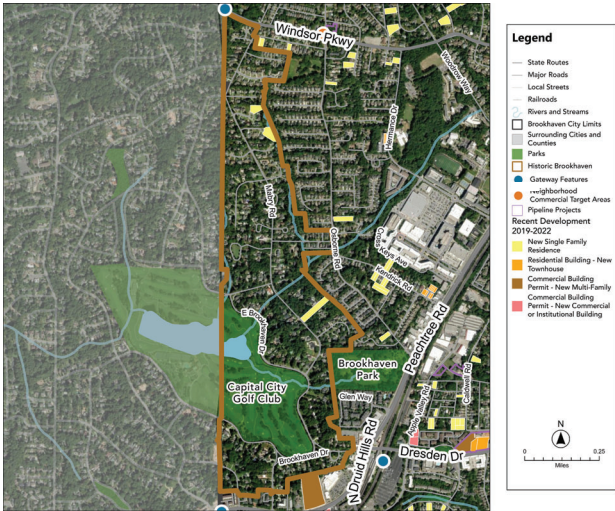 Windsor Pkwy
Woodrow Way
Hermance Dr
Mabry Rd
Osborne Rd
Cross Keys Ave
Kendrick Rd
E Brookhaven Dr
Peachtree Rd
Brookhaven
Park
Capital City
Golf Club
Glen Way
Caldwell Rd
Apple Valley Rd
N Druid Hills Rd
Brookhaven Dr
Dresden Dr
Legend
State Routes
Major Roads
Local Streets
Railroads
Rivers and Streams
Brookhaven City Limits
Surrounding Cities and
Counties
Parks
Historic Brookhaven
Gateway Features
Neighborhood
Commercial Target Areas
Pipeline Projects
Recent Development
2019-2022
New Single Family
Residence
Residential Building - New
Townhouse
Commercial Building
Permit - New Multi-Family
Commercial Building
Permit - New Commercial
or Institutional Building
N
0
0.25
Miles